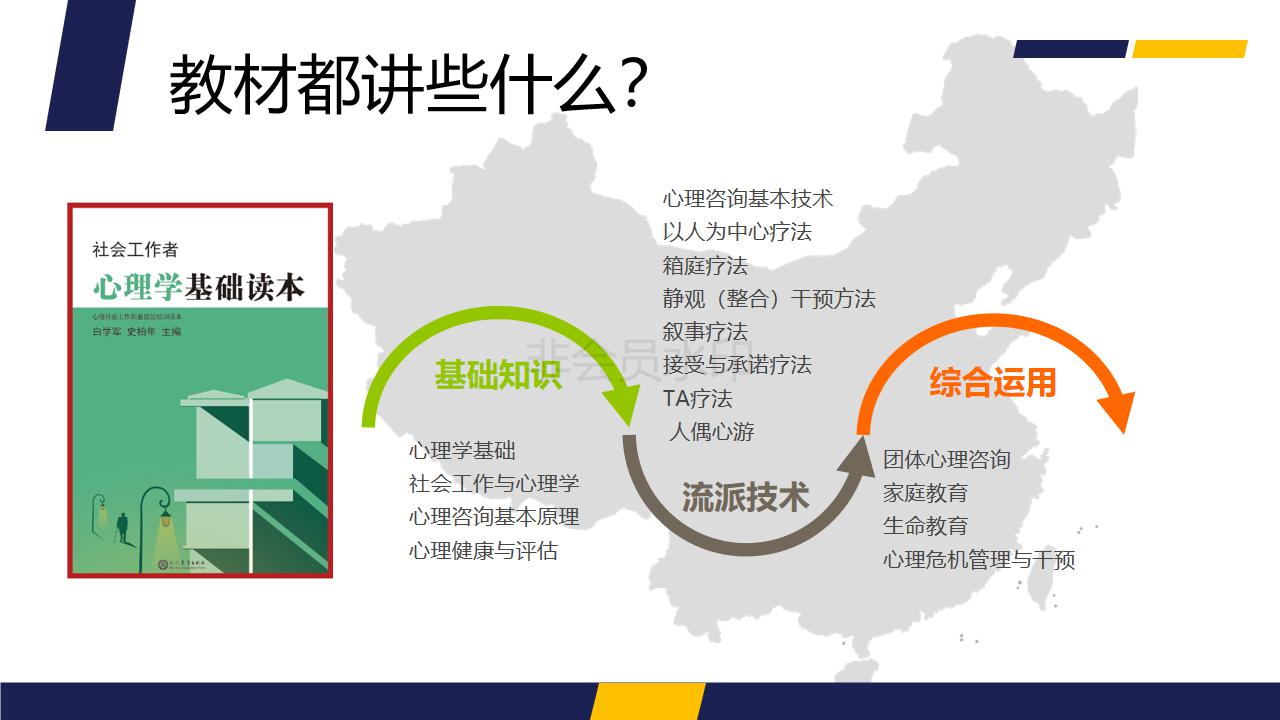 教材都讲些什么？
社会工作者
心理学基础读本
心理社会工作职业技能培训读本
白学军 史柏年 主编
基础知识
心理学基础
社会工作与心理学
心理咨询基本原理
心理健康与评估
心理咨询基本技术
以人为中心疗法
箱庭疗法
静观（整合）干预方法
叙事疗法
接受与承诺疗法
TA疗法
人偶心游
流派技术
综合运用
团体心理咨询
家庭教育
生命教育
心理危机管理与干预
非会员水印